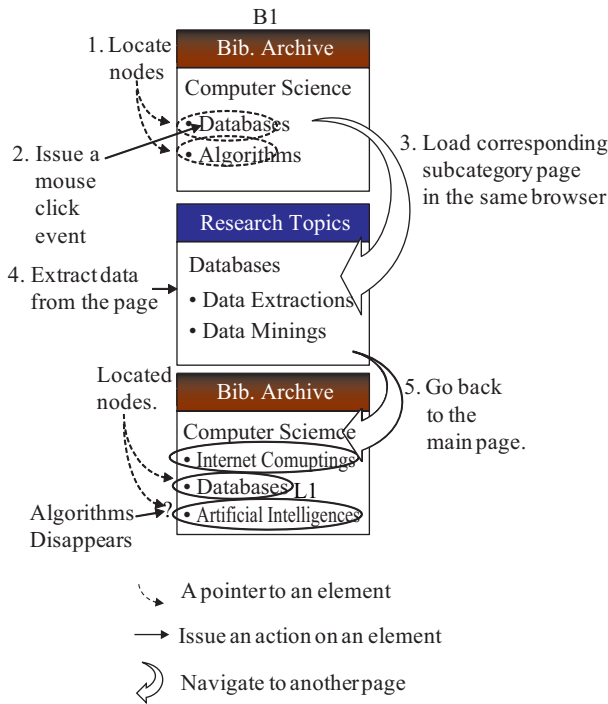 B1
1. Locate
nodes
Bib. Archive
Computer Science
• Databases
• Algorithms
2. Issue a
mouse
click
event
3. Load corresponding
subcategory page
in the same browser
Research Topics
Databases
• Data Extractions
• Data Minings
4. Extract data
from the page
Located
nodes.
Bib. Archive
Computer Science
• Internet Comuptings
• Databases
L1
• Artificial Intelligences
5. Go back
to the
main page.
?
Algorithms
Disappears
A pointer to an element
Issue an action on an element
Navigate to another page